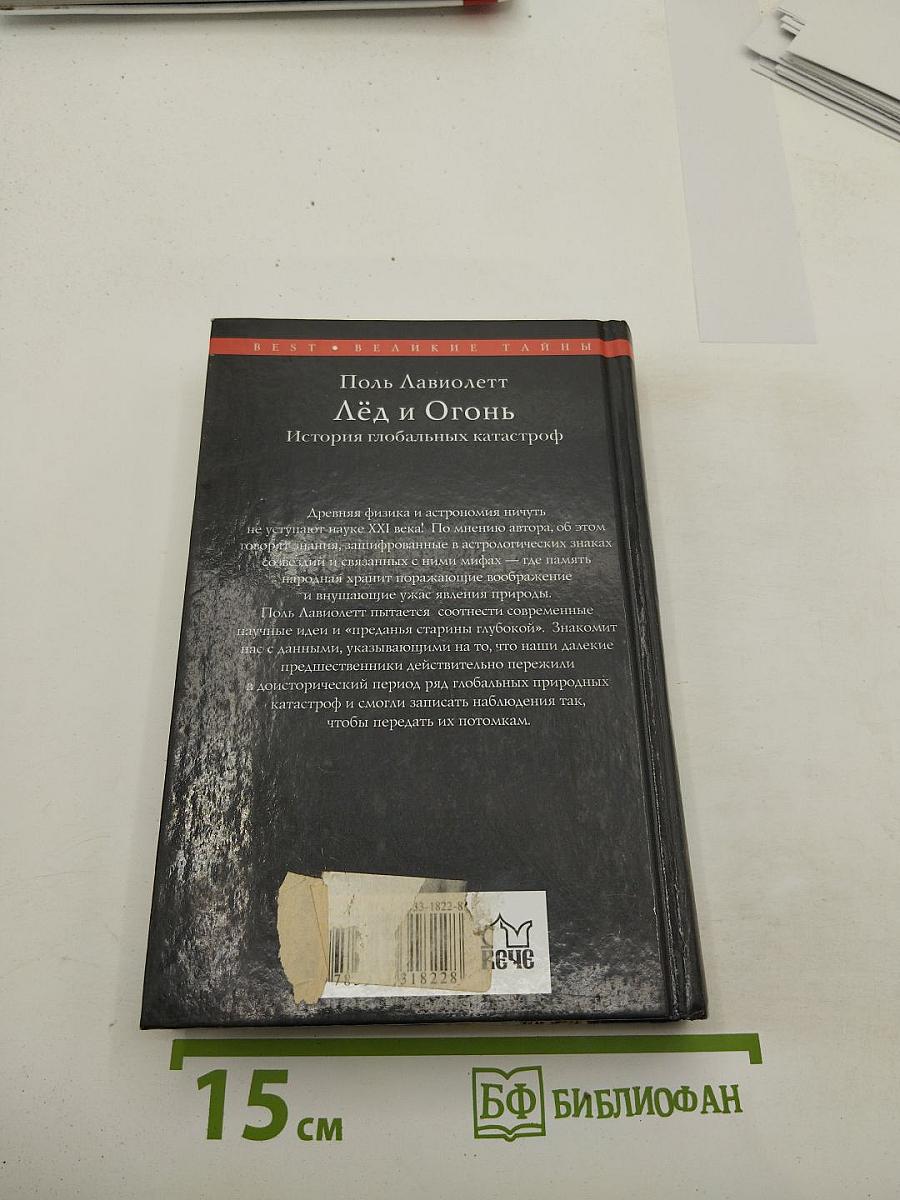 BEST • ВЕЛИКИЕ ТАЙНЫ
Поль Лавиолетт
Лёд и Огонь
История глобальных катастроф
Древняя физика и астрономия ничуть
не уступают науке XXI века! По мнению автора, об этом
говорят знания, зашифрованные в астрологических знаках
созвездий и связанных с ними мифах — где память
народная хранит поражающие воображение
и внушающие ужас явления природы.
Поль Лавиолетт пытается соотнести современные
научные идеи и «преданья старины глубокой». Знакомит
нас с данными, указывающими на то, что наши далекие
предшественники действительно пережили
в доисторический период ряд глобальных природных
катастроф и смогли записать наблюдения так,
чтобы передать их потомкам.
33-1822-8
318228
ВЕЧЕ
15 см
БФ БИБЛИОФАН